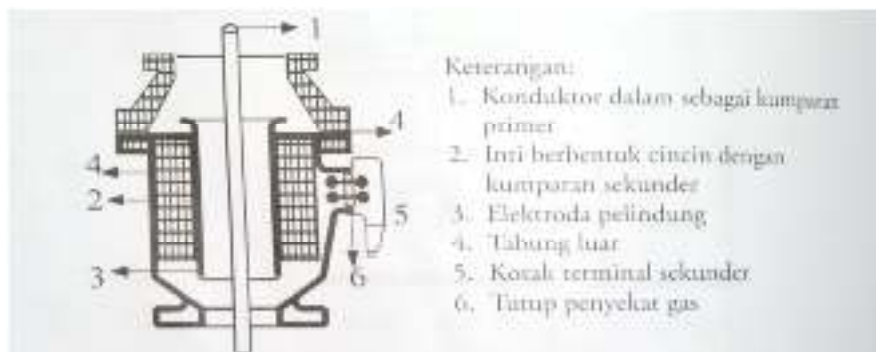 1
4
4
2
5
3
6
Keterangan:
1. Konduktor dalam sebagai kumparan
primer
2. Inti berbentuk cincin dengan
kumparan sekunder
3. Elektroda pelindung
4. Tabung luar
5. Kotak terminal sekunder
6. Tutup penyekat gas